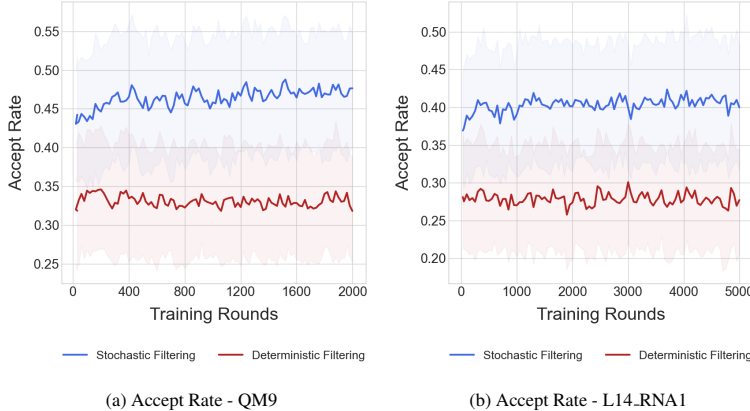 0.55
0.50
0.45
0.40
0.35
0.30
0.25
Accept Rate
0 400 800 1200 1600 2000
Training Rounds
Stochastic Filtering Deterministic Filtering
(a) Accept Rate - QM9
0.50
0.45
0.40
0.35
0.30
0.25
0.20
Accept Rate
0 1000 2000 3000 4000 5000
Training Rounds
Stochastic Filtering Deterministic Filtering
(b) Accept Rate - L14_RNA1